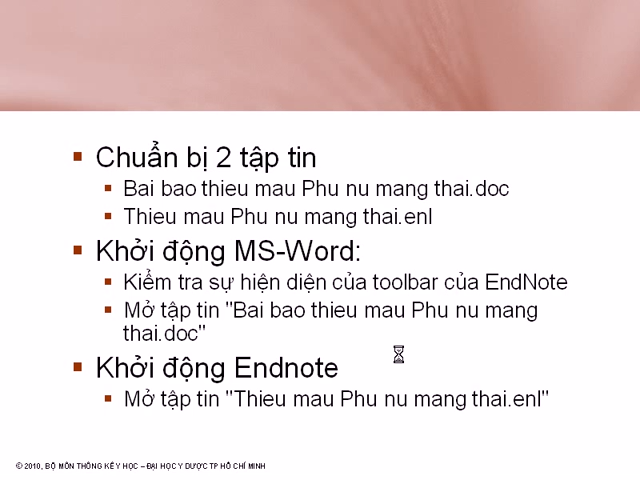 Chuẩn bị 2 tập tin
Bai bao thieu mau Phu nu mang thai.doc
Thieu mau Phu nu mang thai.enl
Khởi động MS-Word:
Kiểm tra sự hiện diện của toolbar của EndNote
Mở tập tin "Bai bao thieu mau Phu nu mang
thai.doc"
Khởi động Endnote
Mở tập tin "Thieu mau Phu nu mang thai.enl"
© 2010, BỘ MÔN THỐNG KÊ Y HỌC – ĐẠI HỌC Y DƯỢC TP HỒ CHÍ MINH